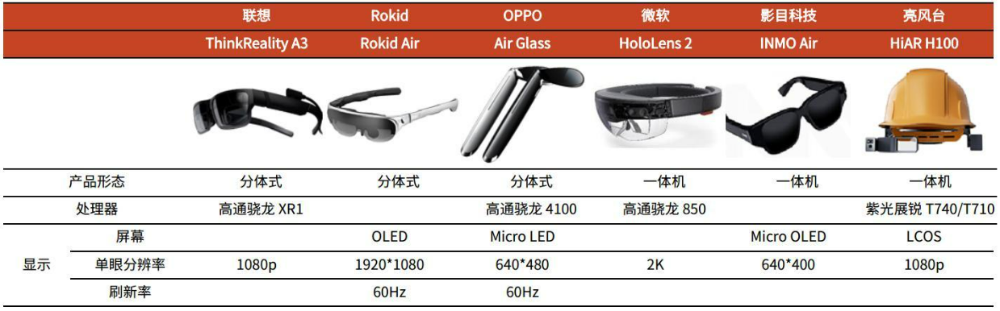 联想 Rokid OPPO 微软 影目科技 亮风台
ThinkReality A3 Rokid Air Air Glass HoloLens 2 INMO Air HiAR H100
产品形态 分体式 分体式 分体式 一体机 一体机 一体机
处理器 高通骁龙 XR1 高通骁龙 4100 高通骁龙 850 紫光展锐 T740/T710
屏幕 OLED Micro LED Micro OLED LCOS
显示 单眼分辨率 1080p 1920*1080 640*480 2K 640*400 1080p
刷新率 60Hz 60Hz